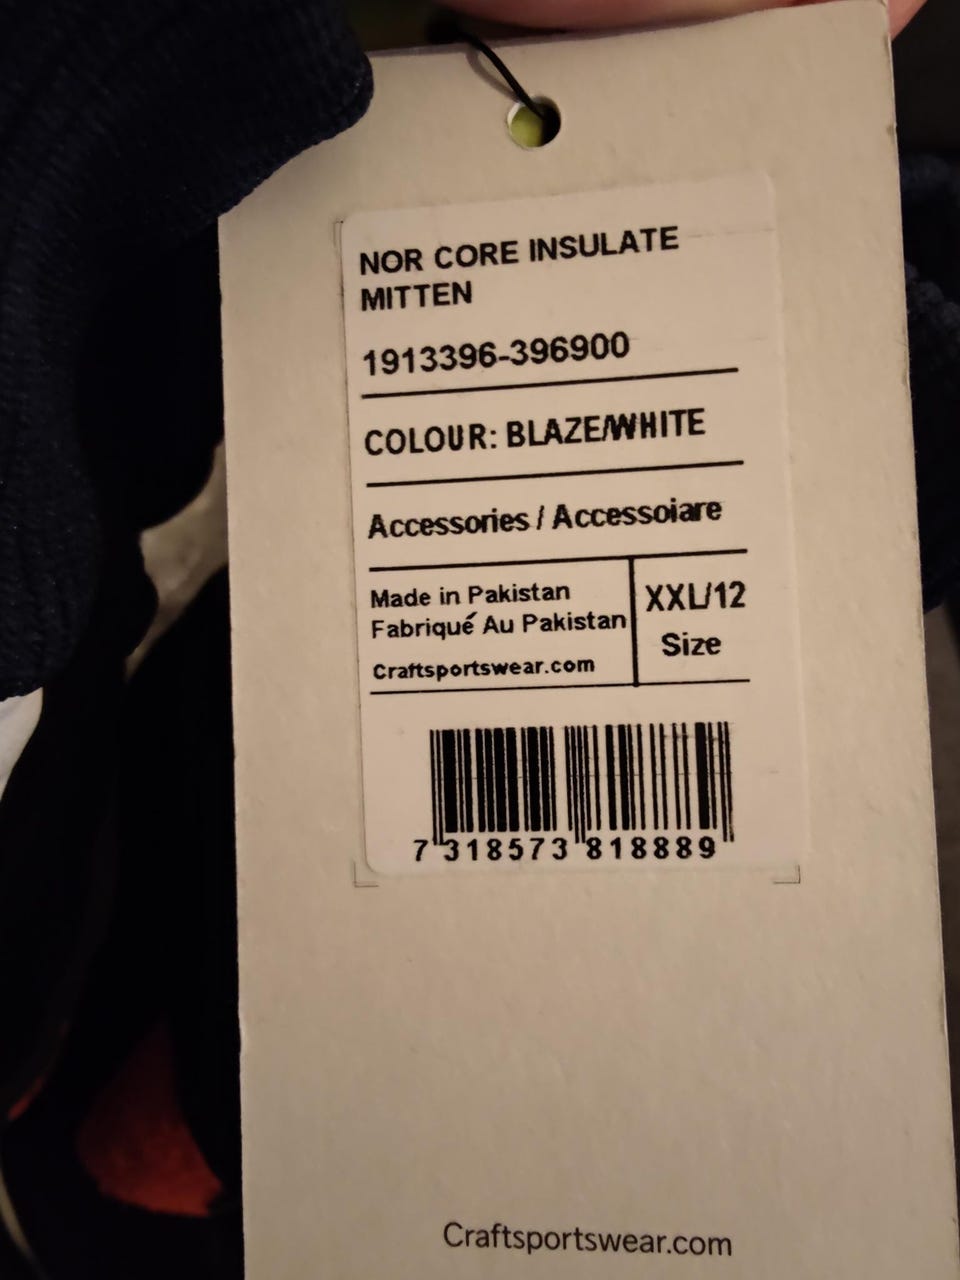 NOR CORE INSULATE
MITTEN
1913396-396900
COLOUR: BLAZE/WHITE
Accessories / Accessoiare
Made in Pakistan
Fabriqué Au Pakistan
Craftsportswear.com
XXL/12
Size
7 318573 818889
Craftsportswear.com